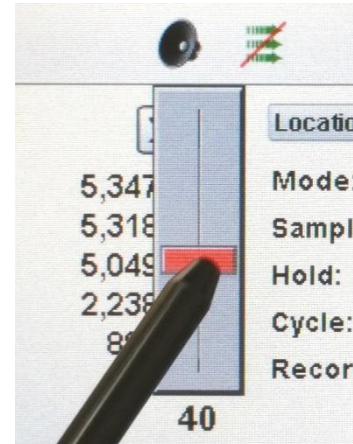 Locatio
5,347 Mode:
5,318 Sampl
5,049 Hold:
2,238 Cycle:
Recor
40